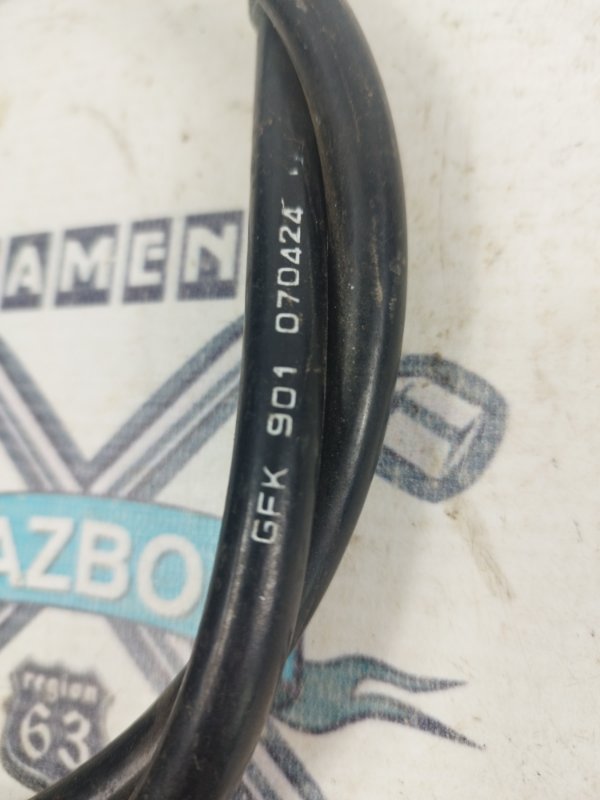 GFK 901 070424
AMEN
AZBO
region
63